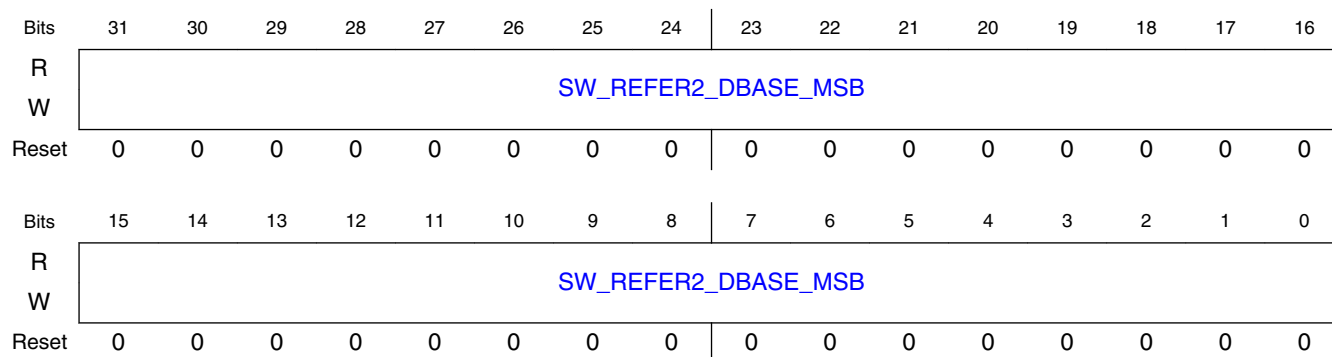 Bits 31 30 29 28 27 26 25 24 23 22 21 20 19 18 17 16
R
SW_REFER2_DBASE_MSB
W
Reset 0 0 0 0 0 0 0 0 0 0 0 0 0 0 0 0
Bits 15 14 13 12 11 10 9 8 7 6 5 4 3 2 1 0
R
SW_REFER2_DBASE_MSB
W
Reset 0 0 0 0 0 0 0 0 0 0 0 0 0 0 0 0